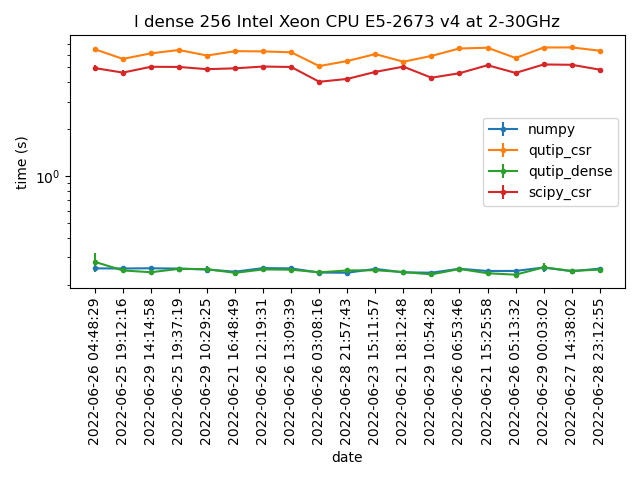 l dense 256 Intel Xeon CPU E5-2673 v4 at 2-30GHz
time (s)
10⁰
numpy
qutip_csr
qutip_dense
scipy_csr
2022-06-26 04:48:29
2022-06-25 19:12:16
2022-06-29 14:14:58
2022-06-25 19:37:19
2022-06-29 10:29:25
2022-06-21 16:48:49
2022-06-26 12:19:31
2022-06-26 13:09:39
2022-06-26 03:08:16
2022-06-28 21:57:43
2022-06-23 15:11:57
2022-06-21 18:12:48
2022-06-29 10:54:28
2022-06-26 06:53:46
2022-06-21 15:25:58
2022-06-26 05:13:32
2022-06-29 00:03:02
2022-06-27 14:38:02
2022-06-28 23:12:55
date